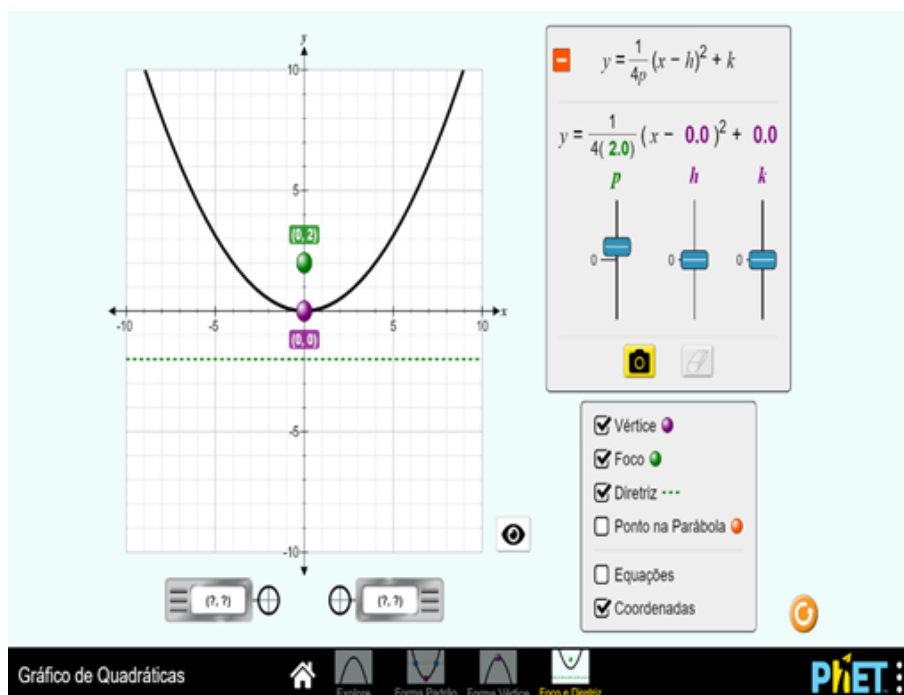 y
10
5
(0, 2)
-10
-5
5
10
x
(0, 0)
-5
-10
(?, ?)
(?, ?)
y = 1/4p (x − h)² + k
y = 1/4( 2.0) (x − 0.0 )² + 0.0
p h k
0 0 0
Vértice
Foco
Diretriz
Ponto na Parábola
Equações
Coordenadas
Gráfico de Quadráticas
Explore
Forma Padrão
Forma Vértice
Foco e Diretriz
PhET